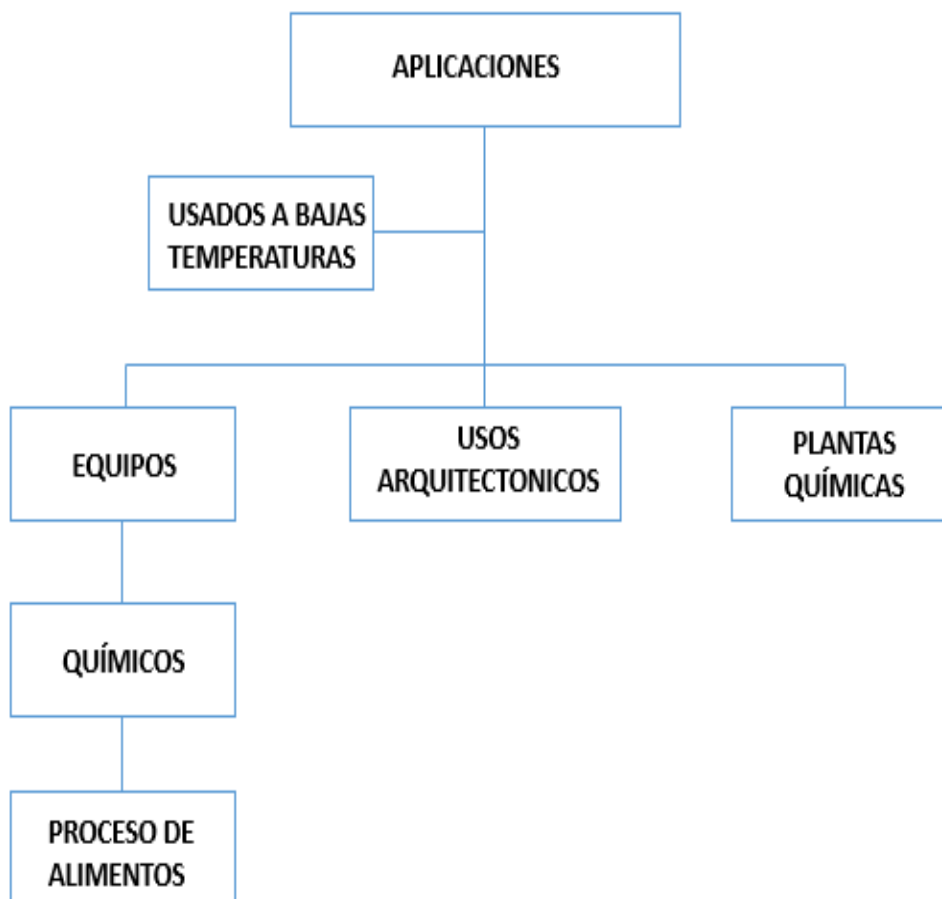 APLICACIONES
USADOS A BAJAS
TEMPERATURAS
EQUIPOS
USOS
ARQUITECTONICOS
PLANTAS
QUÍMICAS
QUÍMICOS
PROCESO DE
ALIMENTOS